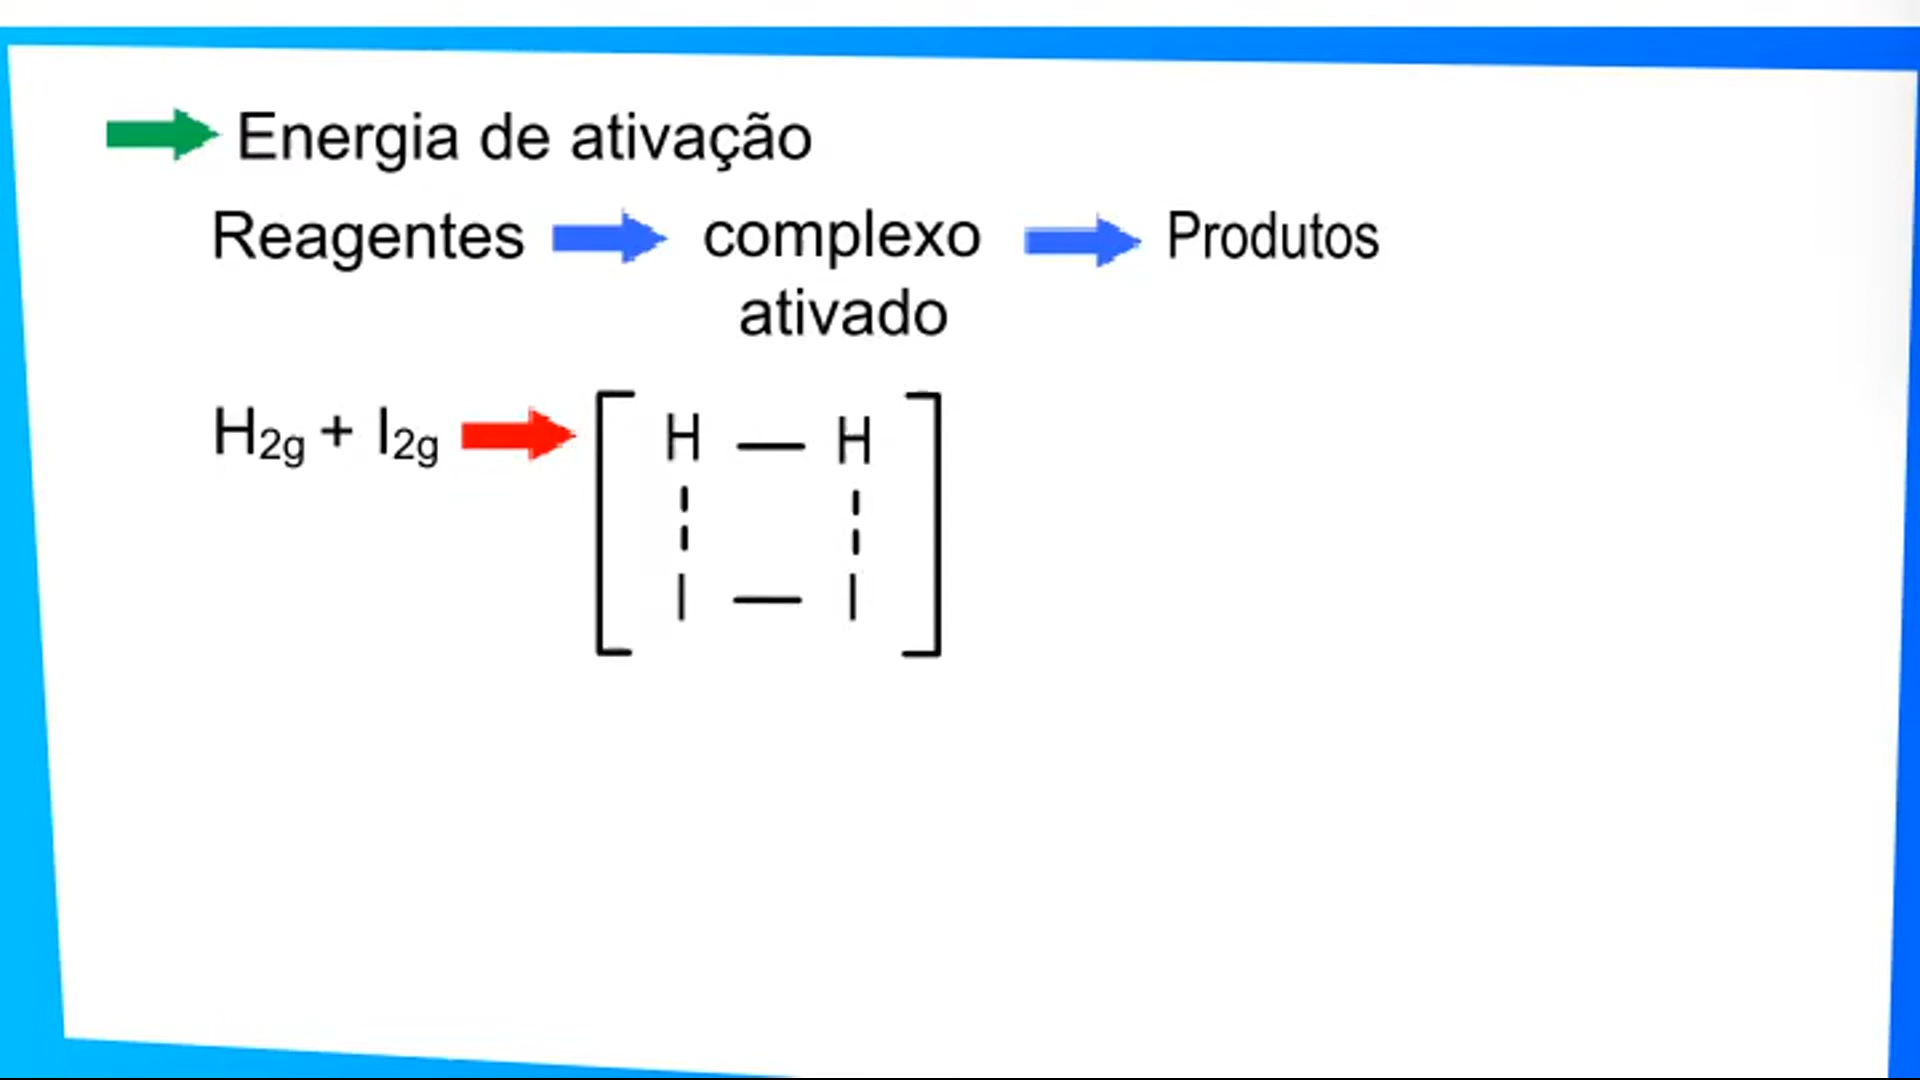 Energia de ativação
Reagentes complexo Produtos
ativado
H2g + I2g H — H
I — I